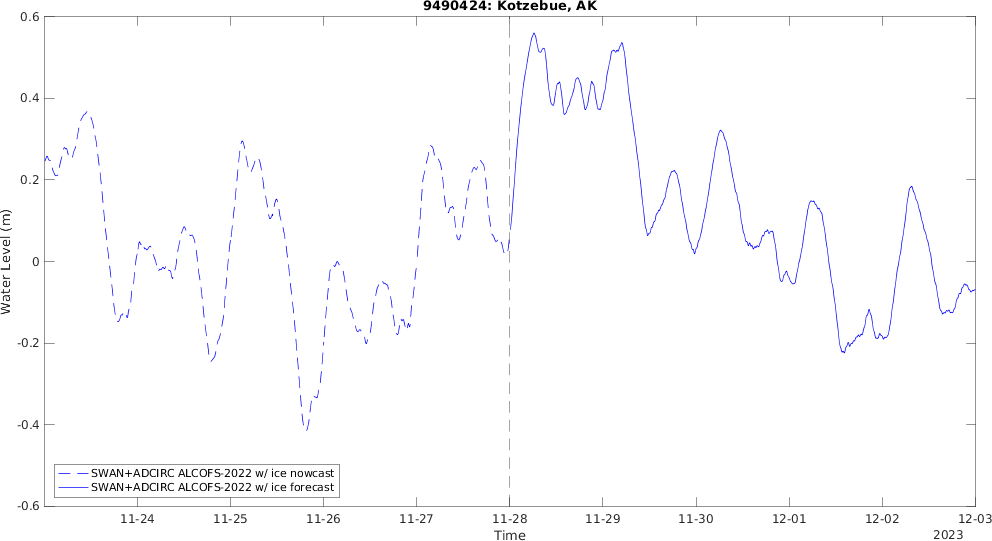 9490424: Kotzebue, AK
0.6
0.4
0.2
0
-0.2
-0.4
-0.6
Water Level (m)
SWAN+ADCIRC ALCOFS-2022 w/ ice nowcast
SWAN+ADCIRC ALCOFS-2022 w/ ice forecast
11-24 11-25 11-26 11-27 11-28 11-29 11-30 12-01 12-02 12-03
Time
2023